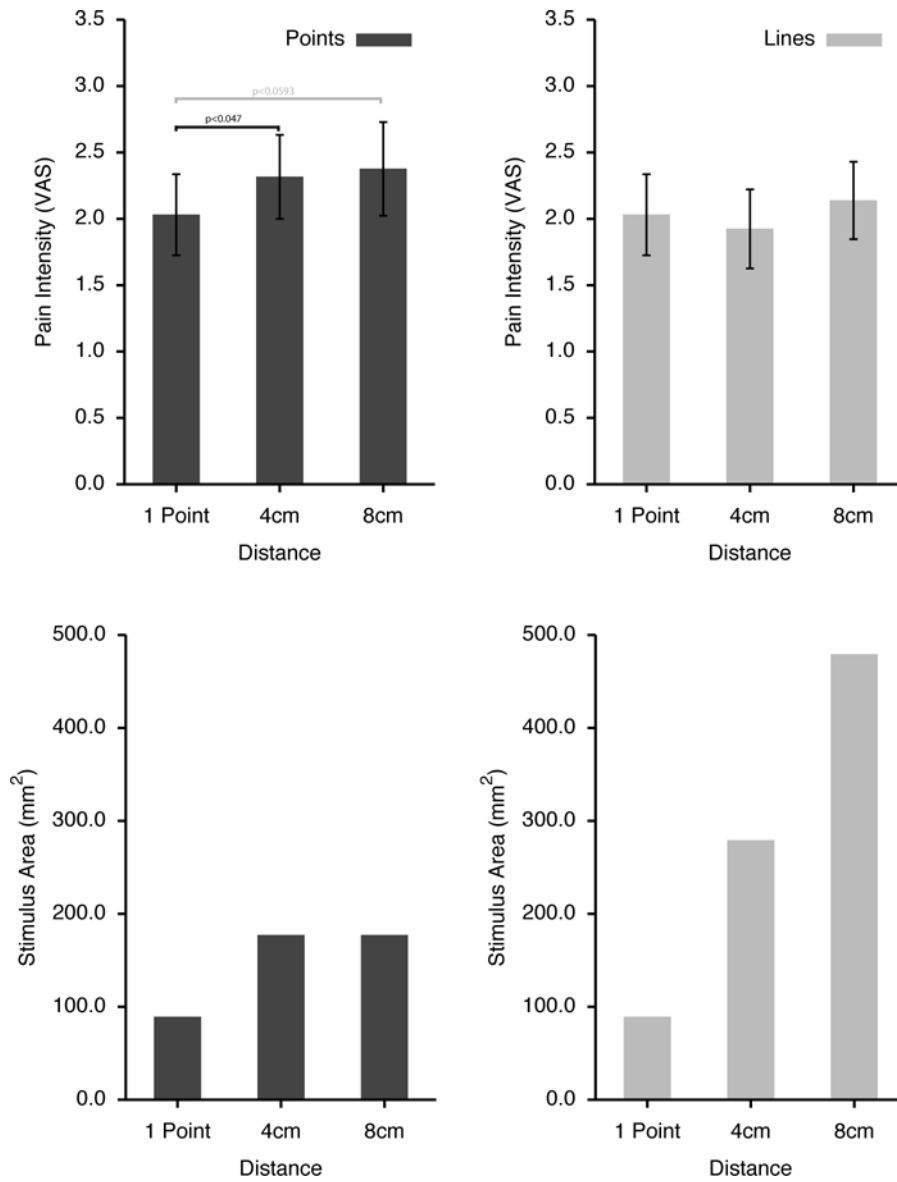 Points
3.5
3.0
2.5
2.0
1.5
1.0
0.5
0.0
Pain Intensity (VAS)
p<0.0593
p<0.047
1 Point 4cm 8cm
Distance
Lines
3.5
3.0
2.5
2.0
1.5
1.0
0.5
0.0
Pain Intensity (VAS)
1 Point 4cm 8cm
Distance
500.0
400.0
300.0
200.0
100.0
0.0
Stimulus Area (mm²)
1 Point 4cm 8cm
Distance
500.0
400.0
300.0
200.0
100.0
0.0
Stimulus Area (mm²)
1 Point 4cm 8cm
Distance